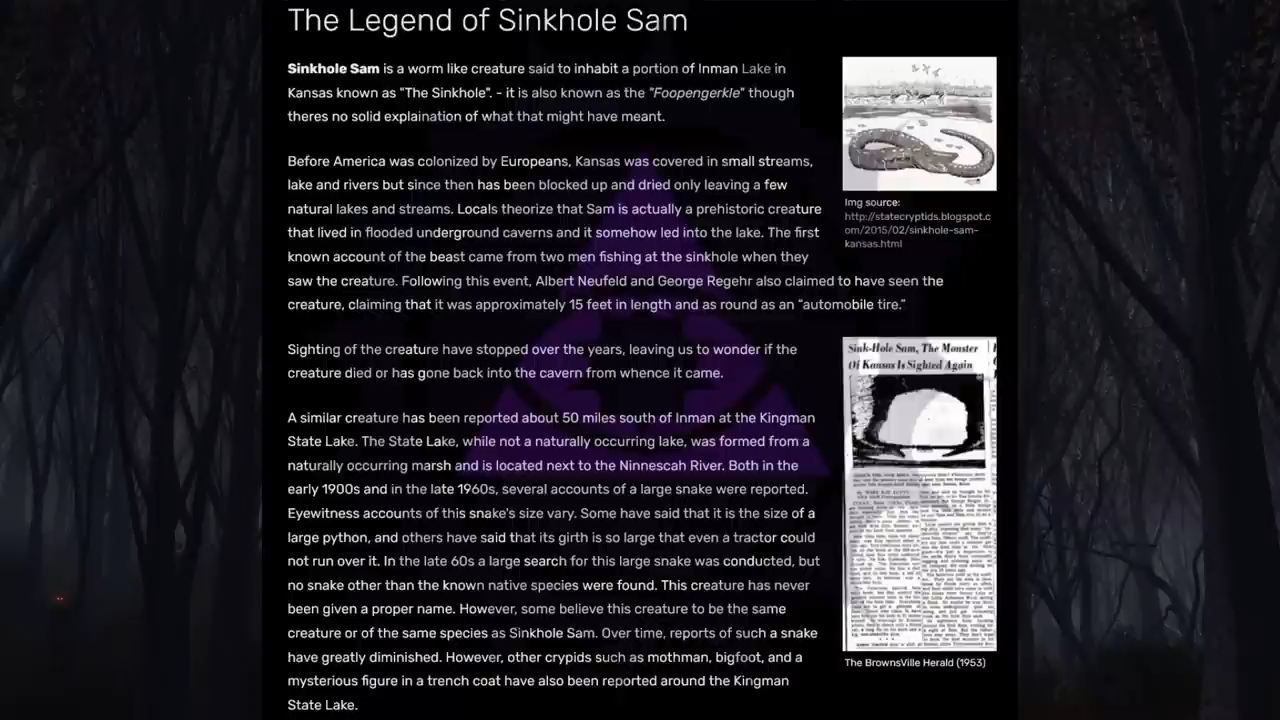 The Legend of Sinkhole Sam
Sinkhole Sam is a worm like creature said to inhabit a portion of Inman Lake in
Kansas known as "The Sinkhole". - it is also known as the "Foopengerkle" though
theres no solid explaination of what that might have meant.
Before America was colonized by Europeans, Kansas was covered in small streams,
lake and rivers but since then has been blocked up and dried only leaving a few
natural lakes and streams. Locals theorize that Sam is actually a prehistoric creature
that lived in flooded underground caverns and it somehow led into the lake. The first
known account of the beast came from two men fishing at the sinkhole when they
saw the creature. Following this event, Albert Neufeld and George Regehr also claimed to have seen the
creature, claiming that it was approximately 15 feet in length and as round as an “automobile tire.”
Img source:
http://statecryptids.blogspot.c
om/2015/02/sinkhole-sam-
kansas.html
Sighting of the creature have stopped over the years, leaving us to wonder if the
creature died or has gone back into the cavern from whence it came.
A similar creature has been reported about 50 miles south of Inman at the Kingman
State Lake. The State Lake, while not a naturally occurring lake, was formed from a
naturally occurring marsh and is located next to the Ninnescah River. Both in the
early 1900s and in the late 1960s - 1970s accounts of a large snake were reported.
Eyewitness accounts of this snake's size vary. Some have said that it is the size of a
large python, and others have said that its girth is so large that even a tractor could
not run over it. In the 1960s a large search for this large snake was conducted, but
no snake other than the known native species were found. This creature has never
been given a proper name. However, some believe this creature to be the same
creature or of the same species as Sinkhole Sam. Over time, reports of such a snake
have greatly diminished. However, other crypids such as mothman, bigfoot, and a
mysterious figure in a trench coat have also been reported around the Kingman
State Lake.
Sink-Hole Sam, The Monster
Of Kansas Is Sighted Again
The BrownsVille Herald (1953)